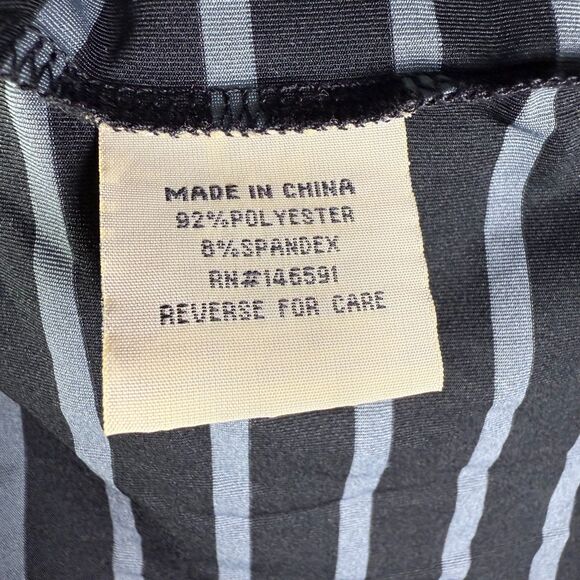 MADE IN CHINA
92%POLYESTER
8%SPANDEX
RN#146591
REVERSE FOR CARE